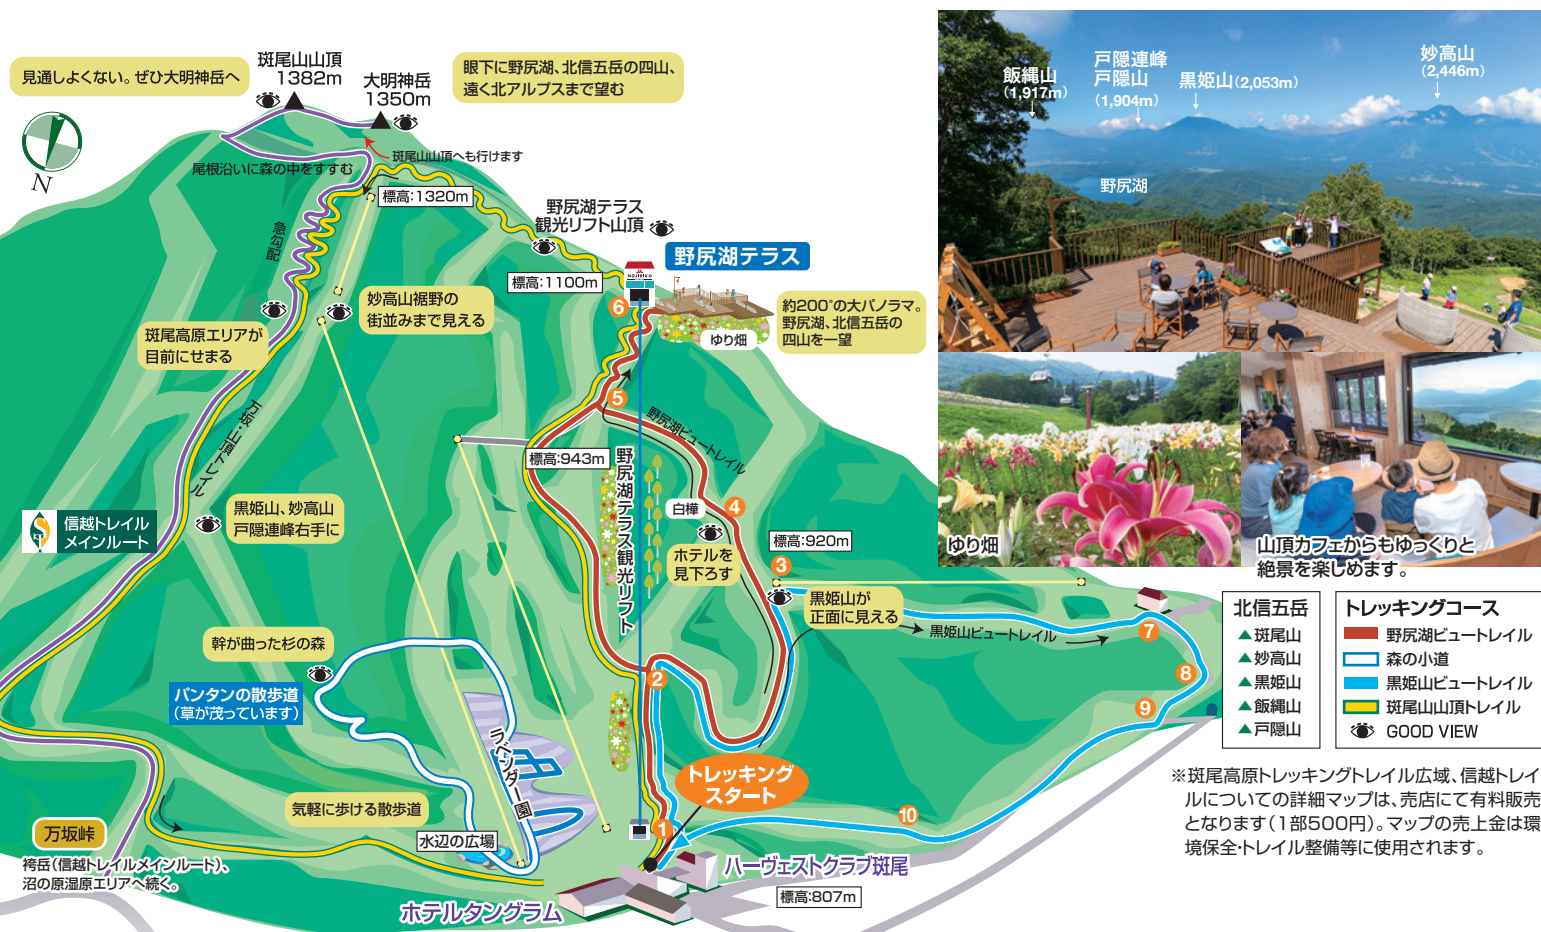 見通しよくない。ぜひ大明神岳へ
斑尾山山頂
1382m
大明神岳
1350m
眼下に野尻湖、北信五岳の四山、
遠く北アルプスまで望む
N
尾根沿いに森の中をすすむ
斑尾山山頂へも行けます
標高:1320m
急勾配
野尻湖テラス
観光リフト山頂
野尻湖テラス
標高:1100m
NOJIRIKO
6
約200°の大パノラマ。
野尻湖、北信五岳の
四山を一望
ゆり畑
妙高山裾野の
街並みまで見える
斑尾高原エリアが
目前にせまる
5
万坂・山頂トレイル
野尻湖ビュートレイル
標高:943m
野尻湖テラス観光リフト
白樺
4
ホテルを
見下ろす
標高:920m
3
信越トレイル
メインルート
黒姫山、妙高山
戸隠連峰右手に
黒姫山が
正面に見える
黒姫山ビュートレイル
7
8
9
10
2
幹が曲った杉の森
パンタンの散歩道
（草が茂っています）
ラベンダー園
トレッキング
スタート
1
気軽に歩ける散歩道
水辺の広場
万坂峠
袴岳（信越トレイルメインルート）、
沼の原湿原エリアへ続く。
ホテルタングラム
ハーヴェストクラブ斑尾
標高:807m
飯縄山
（1,917m）
戸隠連峰
戸隠山
（1,904m）
黒姫山（2,053m）
妙高山
（2,446m）
野尻湖
ゆり畑
山頂カフェからもゆっくりと
絶景を楽しめます。
北信五岳
▲斑尾山
▲妙高山
▲黒姫山
▲飯縄山
▲戸隠山
トレッキングコース
野尻湖ビュートレイル
森の小道
黒姫山ビュートレイル
斑尾山山頂トレイル
GOOD VIEW
※斑尾高原トレッキングトレイル広域、信越トレイ
ルについての詳細マップは、売店にて有料販売
となります（1部500円）。マップの売上金は環
境保全・トレイル整備等に使用されます。